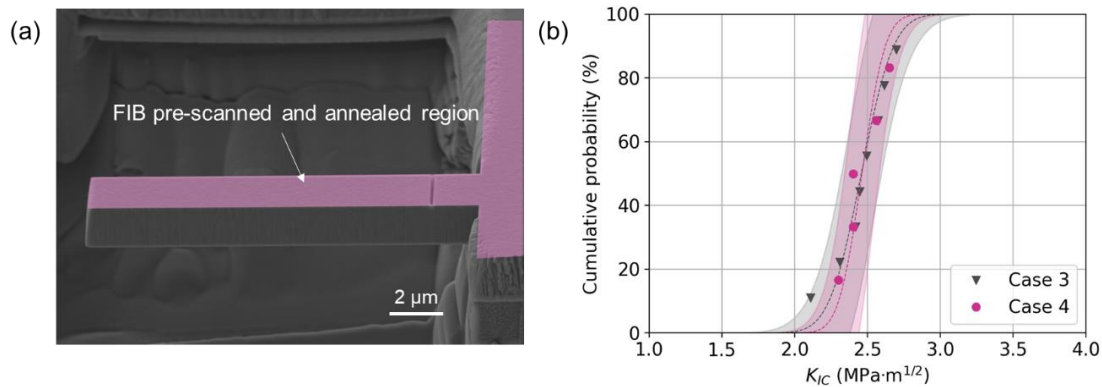 (a)
FIB pre-scanned and annealed region
2 µm
(b)
Cumulative probability (%)
100
80
60
40
20
0
1.0 1.5 2.0 2.5 3.0 3.5 4.0
K_IC (MPa·m^1/2)
Case 3
Case 4